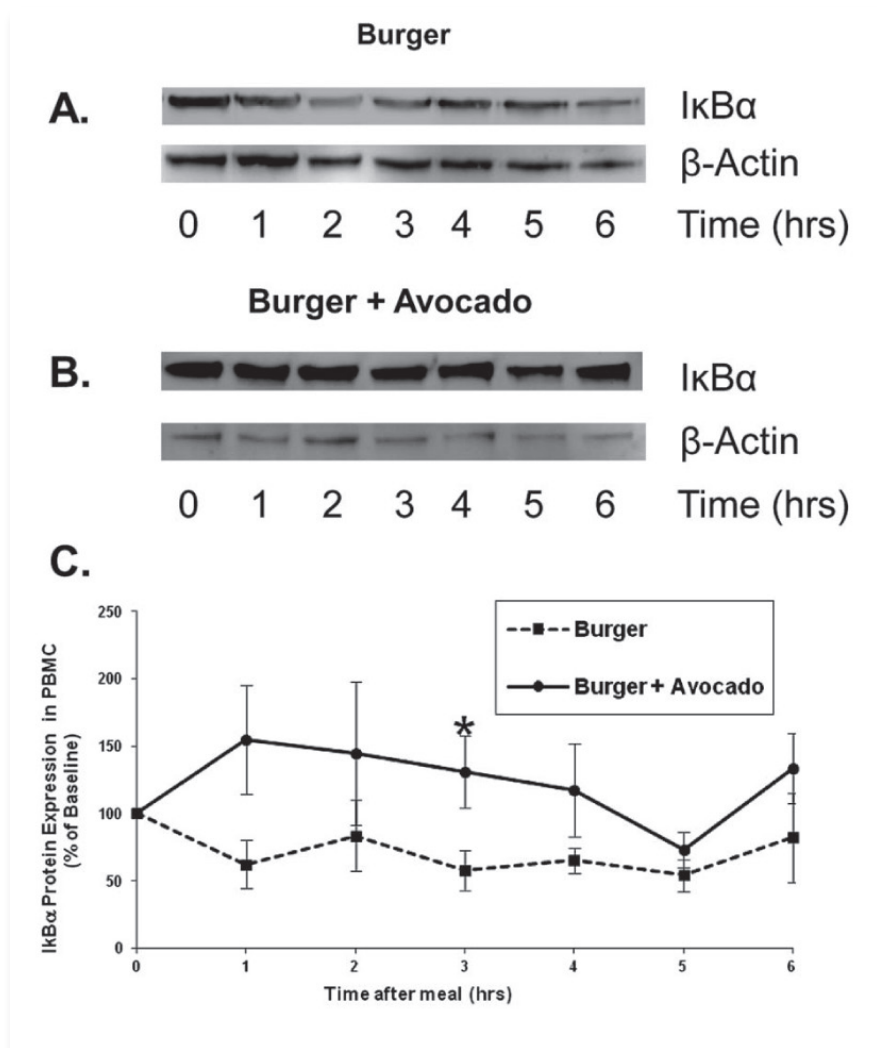 Burger
A.
IκBα
β-Actin
0 1 2 3 4 5 6 Time (hrs)
Burger + Avocado
B.
IκBα
β-Actin
0 1 2 3 4 5 6 Time (hrs)
C.
IkBα Protein Expression in PBMC
(% of Baseline)
250
200
150
100
50
0
Burger
Burger + Avocado
*
0 1 2 3 4 5 6
Time after meal (hrs)